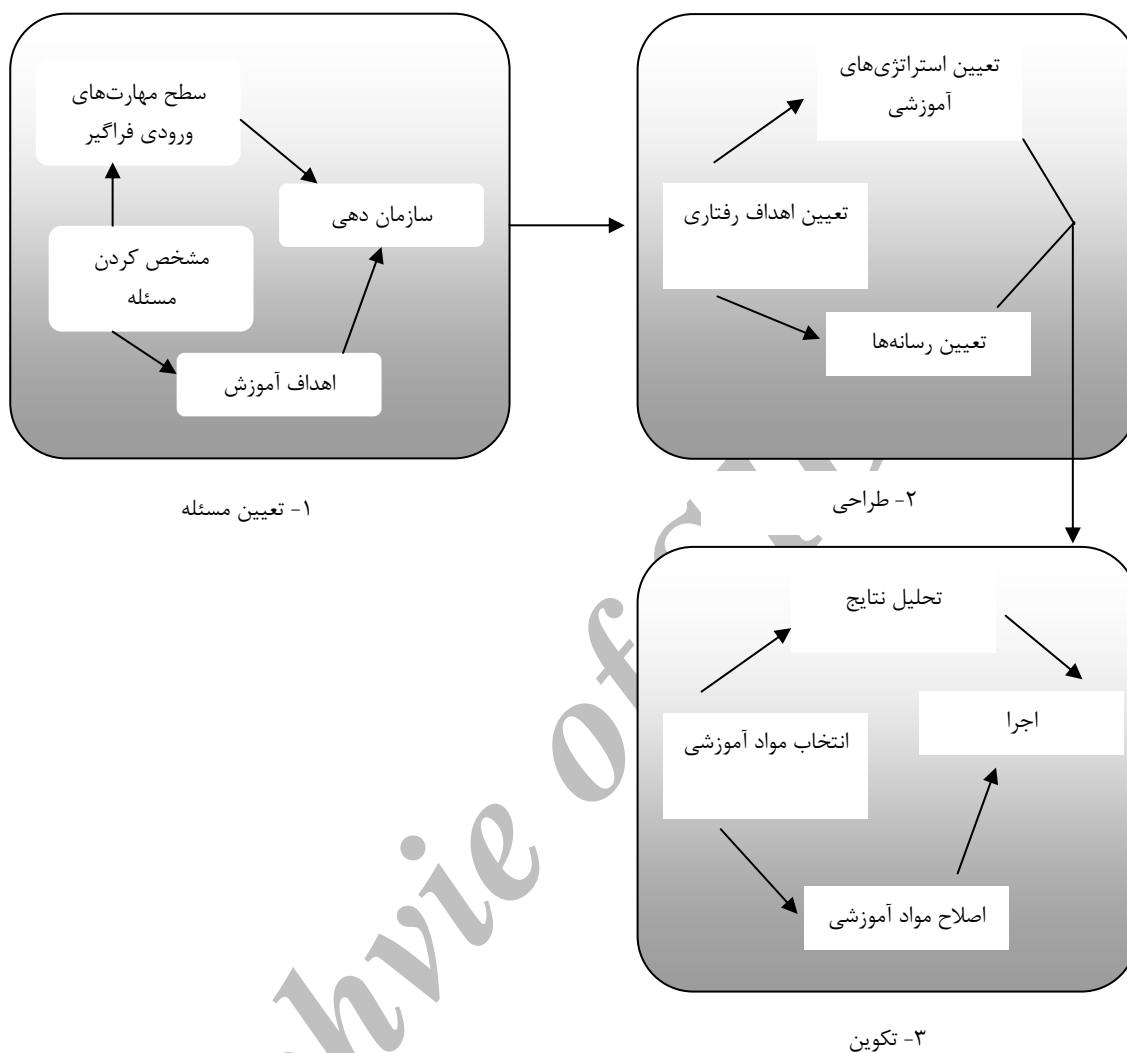 سطح مهارت‌های
ورودی فراگیر
سازمان دهی
مشخص کردن
مسئله
اهداف آموزش
۱- تعیین مسئله
تعیین استراتژی‌های
آموزشی
تعیین اهداف رفتاری
تعیین رسانه‌ها
۲- طراحی
تحلیل نتایج
اجرا
انتخاب مواد آموزشی
اصلاح مواد آموزشی
۳- تکوین